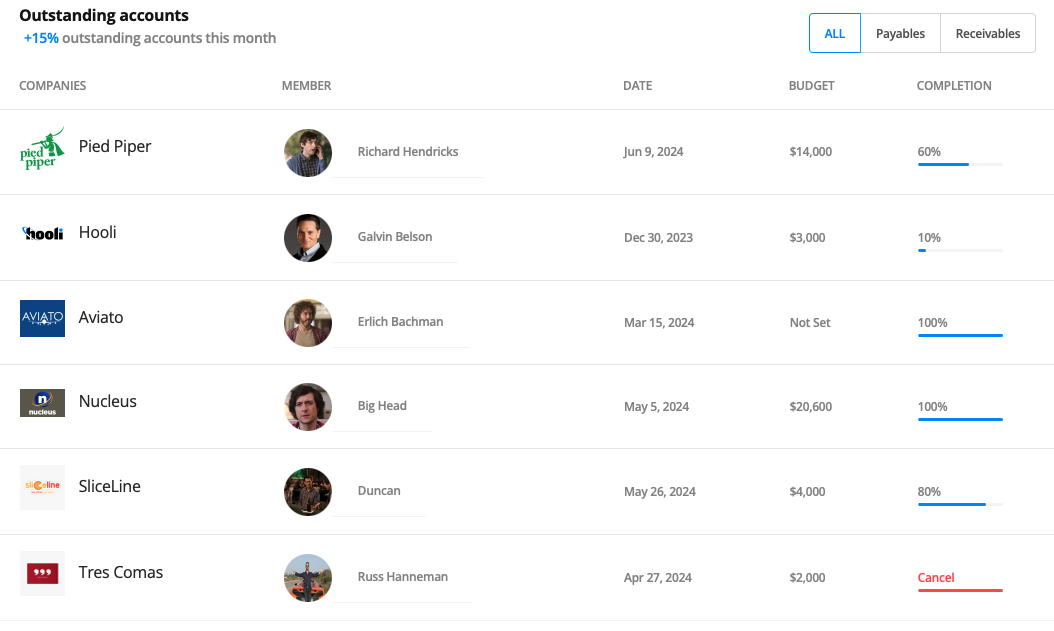 Outstanding accounts
+15% outstanding accounts this month
ALL Payables Receivables
COMPANIES MEMBER DATE BUDGET COMPLETION
pied piper Pied Piper Richard Hendricks Jun 9, 2024 $14,000 60%
hooli Hooli Galvin Belson Dec 30, 2023 $3,000 10%
AVIATO Aviato Erlich Bachman Mar 15, 2024 Not Set 100%
n nucleus Nucleus Big Head May 5, 2024 $20,600 100%
sliceline SliceLine Duncan May 26, 2024 $4,000 80%
Tres Comas Russ Hanneman Apr 27, 2024 $2,000 Cancel